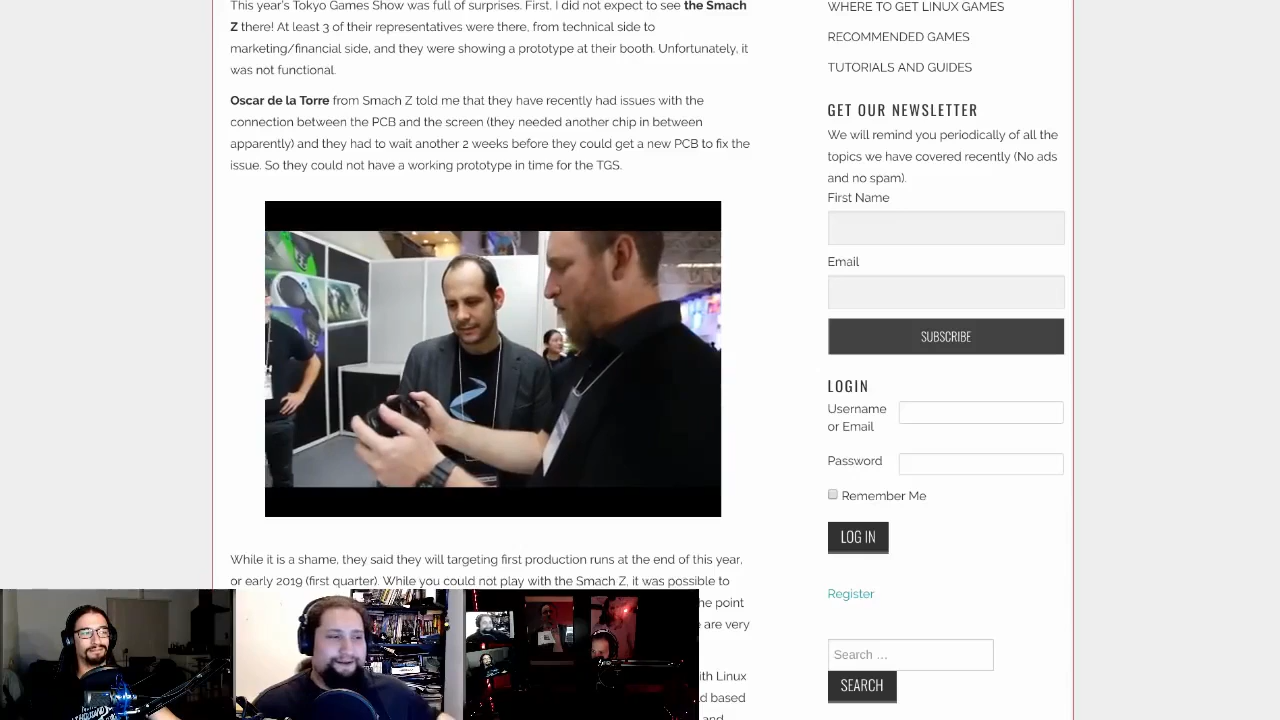 This year's Tokyo Games Show was full of surprises. First, I did not expect to see the Smach
Z there! At least 3 of their representatives were there, from technical side to
marketing/financial side, and they were showing a prototype at their booth. Unfortunately, it
was not functional.
Oscar de la Torre from Smach Z told me that they have recently had issues with the
connection between the PCB and the screen (they needed another chip in between
apparently) and they had to wait another 2 weeks before they could get a new PCB to fix the
issue. So they could not have a working prototype in time for the TGS.
While it is a shame, they said they will targeting first production runs at the end of this year,
or early 2019 (first quarter). While you could not play with the Smach Z, it was possible to
he point
are very
ith Linux
d based
and
WHERE TO GET LINUX GAMES
RECOMMENDED GAMES
TUTORIALS AND GUIDES
GET OUR NEWSLETTER
We will remind you periodically of all the
topics we have covered recently (No ads
and no spam).
First Name
Email
SUBSCRIBE
LOGIN
Username
or Email
Password
Remember Me
LOG IN
Register
Search …
SEARCH